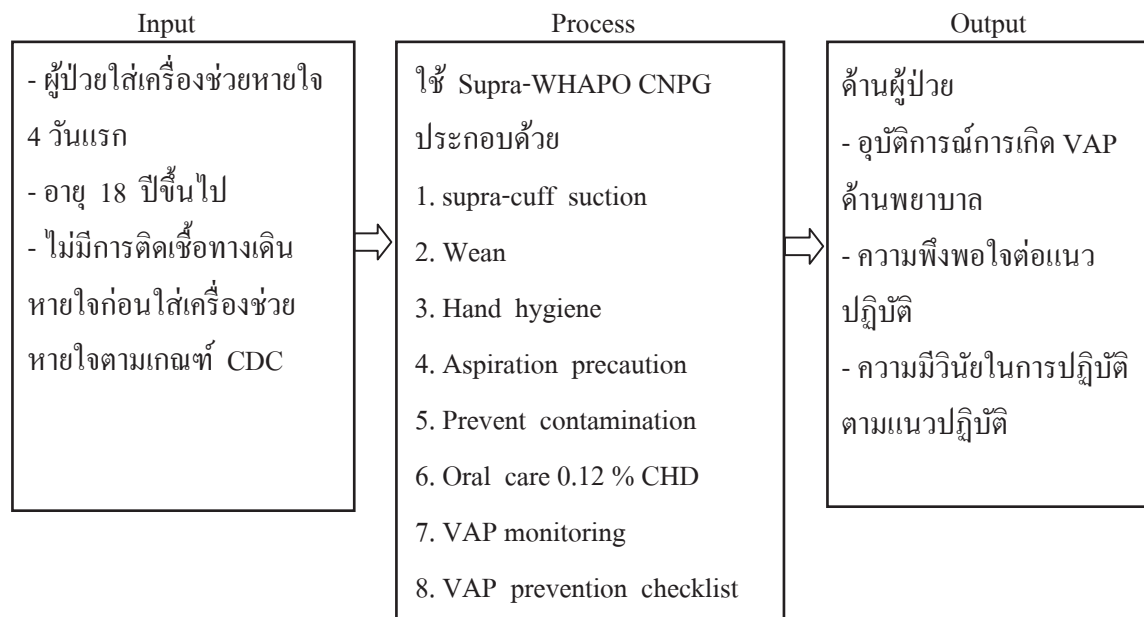 Input
- ผู้ป่วยใส่เครื่องช่วยหายใจ
4 วันแรก
- อายุ 18 ปีขึ้นไป
- ไม่มีการติดเชื้อทางเดิน
หายใจก่อนใส่เครื่องช่วย
หายใจตามเกณฑ์ CDC
Process
ใช้ Supra-WHAPO CNPG
ประกอบด้วย
1. supra-cuff suction
2. Wean
3. Hand hygiene
4. Aspiration precaution
5. Prevent contamination
6. Oral care 0.12 % CHD
7. VAP monitoring
8. VAP prevention checklist
Output
ด้านผู้ป่วย
- อุบัติการณ์การเกิด VAP
ด้านพยาบาล
- ความพึงพอใจต่อแนว
ปฏิบัติ
- ความมีวินัยในการปฏิบัติ
ตามแนวปฏิบัติ